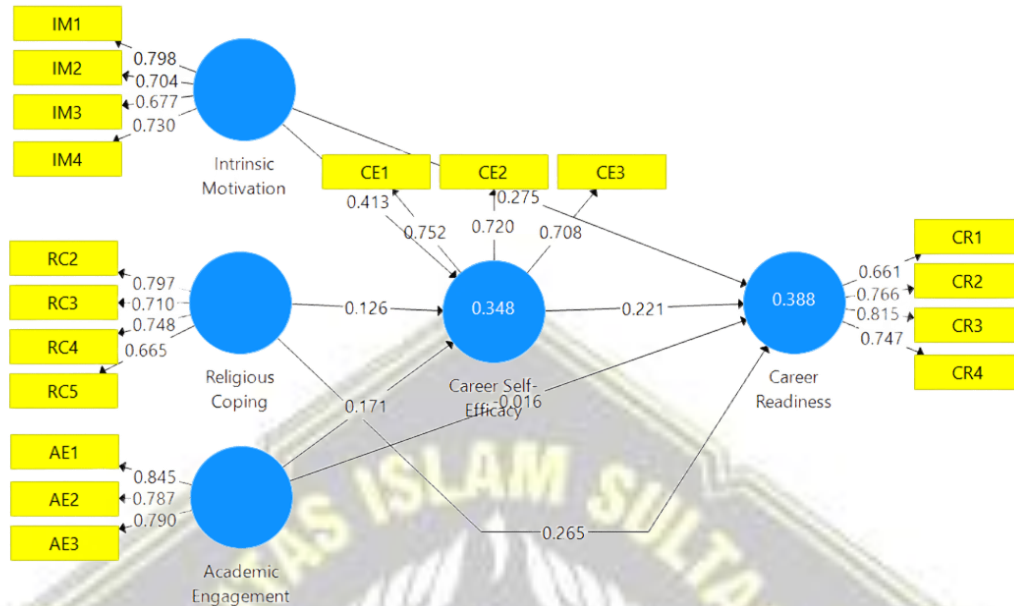 IM1
0.798
IM2
0.704
IM3
0.677
IM4
0.730
Intrinsic
Motivation
CE1
CE2
CE3
0.413
0.752
0.720
0.708
0.275
RC2
0.797
RC3
0.710
RC4
0.748
RC5
0.665
Religious
Coping
0.126
0.348
Career Self-
Efficacy
0.221
0.388
Career
Readiness
CR1
0.661
CR2
0.766
CR3
0.815
CR4
0.747
0.171
-0.016
0.265
AE1
0.845
AE2
0.787
AE3
0.790
Academic
Engagement
TAS ISLAM SULTA